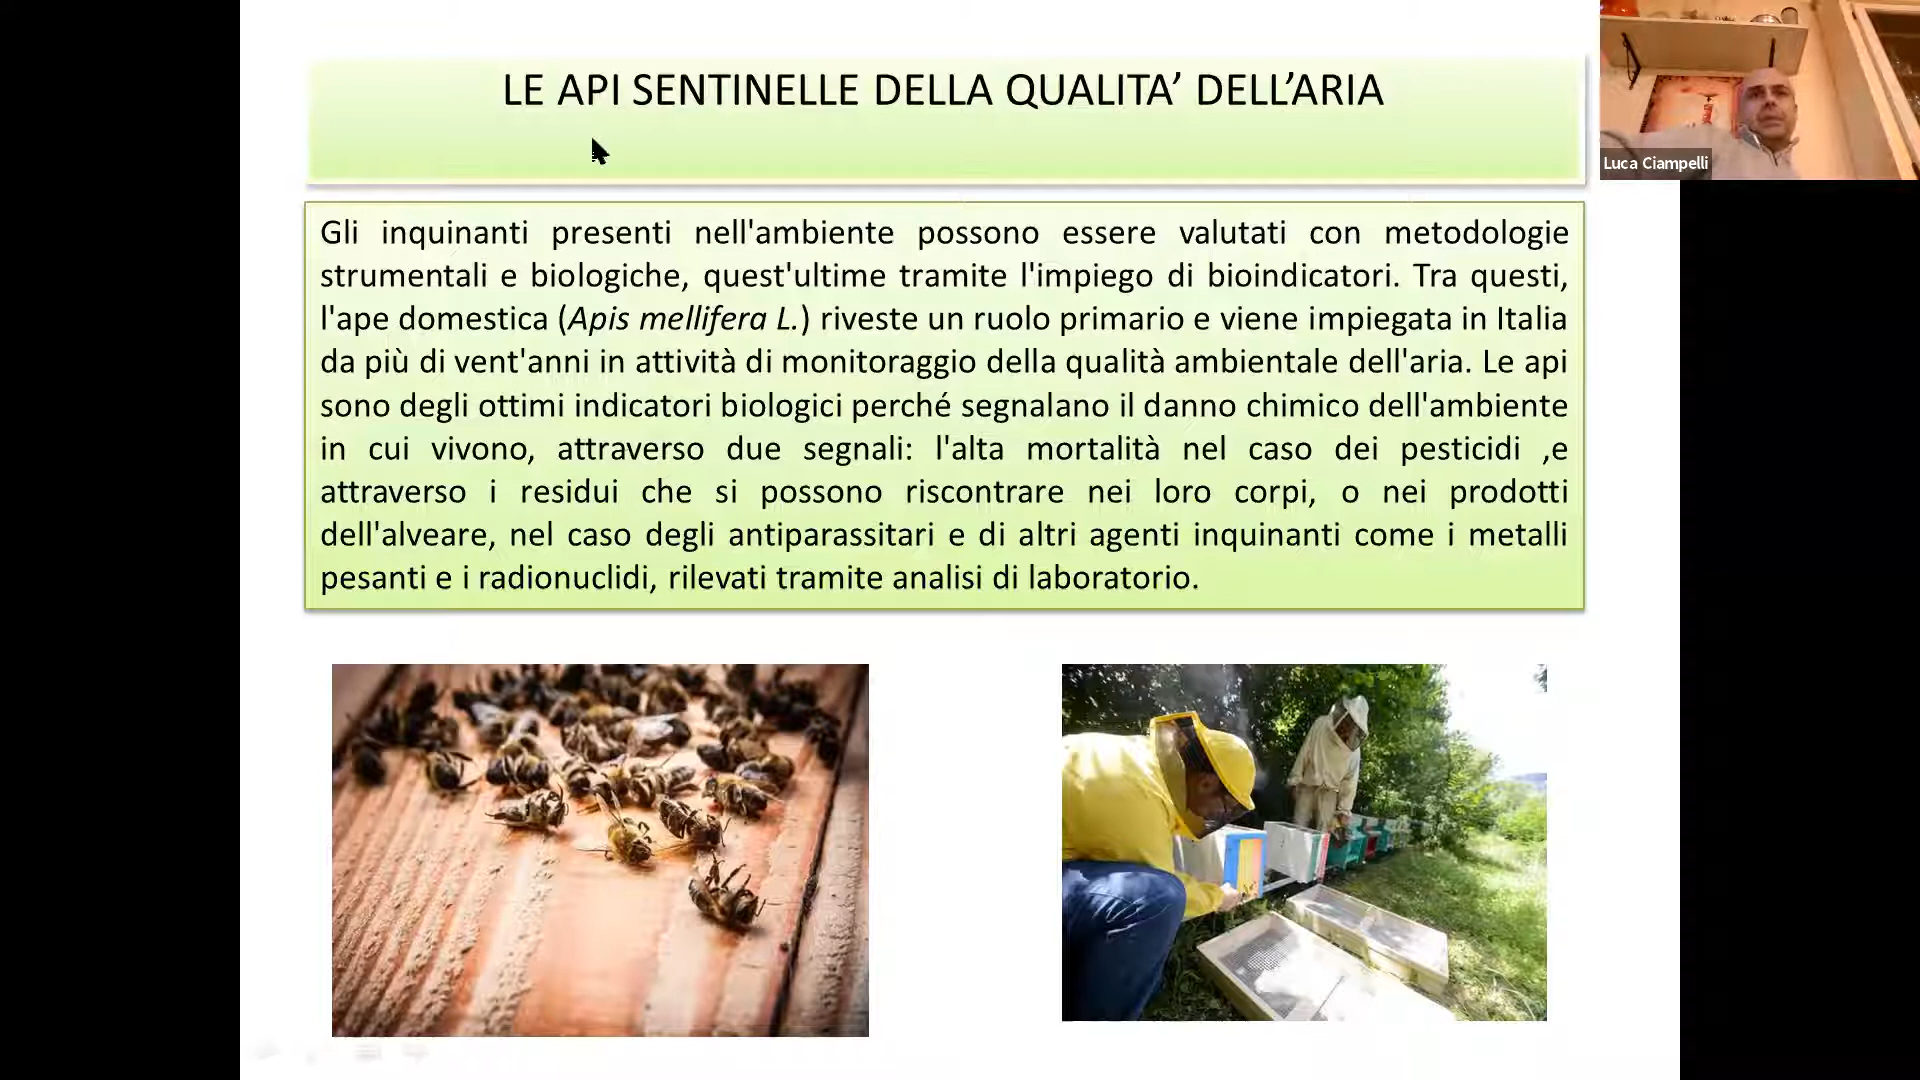 LE API SENTINELLE DELLA QUALITA’ DELL’ARIA
Luca Ciampelli
Gli inquinanti presenti nell'ambiente possono essere valutati con metodologie
strumentali e biologiche, quest'ultime tramite l'impiego di bioindicatori. Tra questi,
l'ape domestica (Apis mellifera L.) riveste un ruolo primario e viene impiegata in Italia
da più di vent'anni in attività di monitoraggio della qualità ambientale dell'aria. Le api
sono degli ottimi indicatori biologici perché segnalano il danno chimico dell'ambiente
in cui vivono, attraverso due segnali: l'alta mortalità nel caso dei pesticidi ,e
attraverso i residui che si possono riscontrare nei loro corpi, o nei prodotti
dell'alveare, nel caso degli antiparassitari e di altri agenti inquinanti come i metalli
pesanti e i radionuclidi, rilevati tramite analisi di laboratorio.